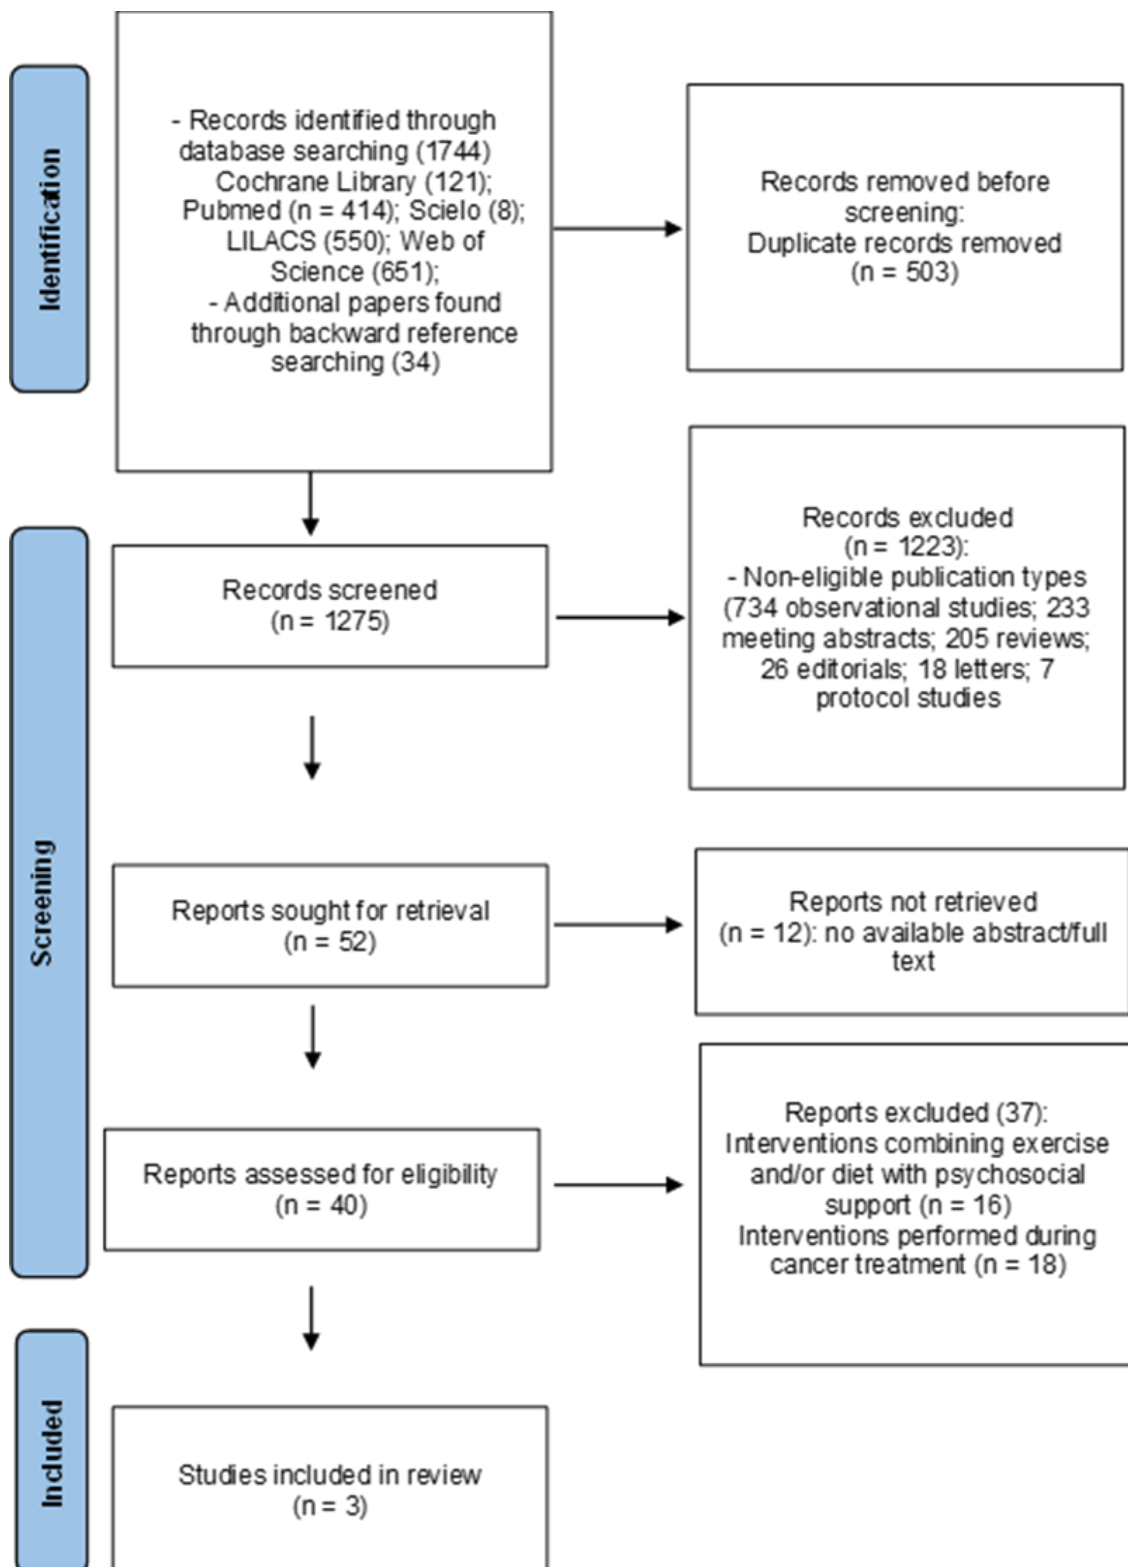 Identification
- Records identified through
database searching (1744)
Cochrane Library (121);
Pubmed (n = 414); Scielo (8);
LILACS (550); Web of
Science (651);
- Additional papers found
through backward reference
searching (34)
Records removed before
screening:
Duplicate records removed
(n = 503)
Screening
Records screened
(n = 1275)
Records excluded
(n = 1223):
- Non-eligible publication types
(734 observational studies; 233
meeting abstracts; 205 reviews;
26 editorials; 18 letters; 7
protocol studies
Reports sought for retrieval
(n = 52)
Reports not retrieved
(n = 12): no available abstract/full
text
Reports assessed for eligibility
(n = 40)
Reports excluded (37):
Interventions combining exercise
and/or diet with psychosocial
support (n = 16)
Interventions performed during
cancer treatment (n = 18)
Included
Studies included in review
(n = 3)